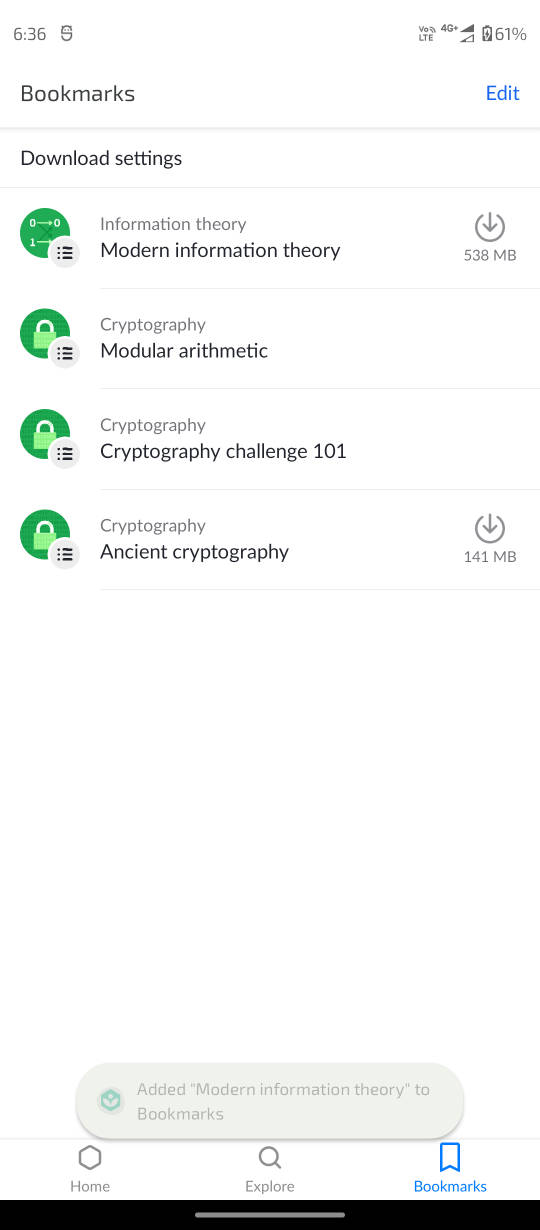 6:36
Vo LTE 4G+ 61%
Bookmarks
Edit
Download settings
0→0
1→
Information theory
Modern information theory
538 MB
Cryptography
Modular arithmetic
Cryptography
Cryptography challenge 101
Cryptography
Ancient cryptography
141 MB
Added "Modern information theory" to
Bookmarks
Home
Explore
Bookmarks